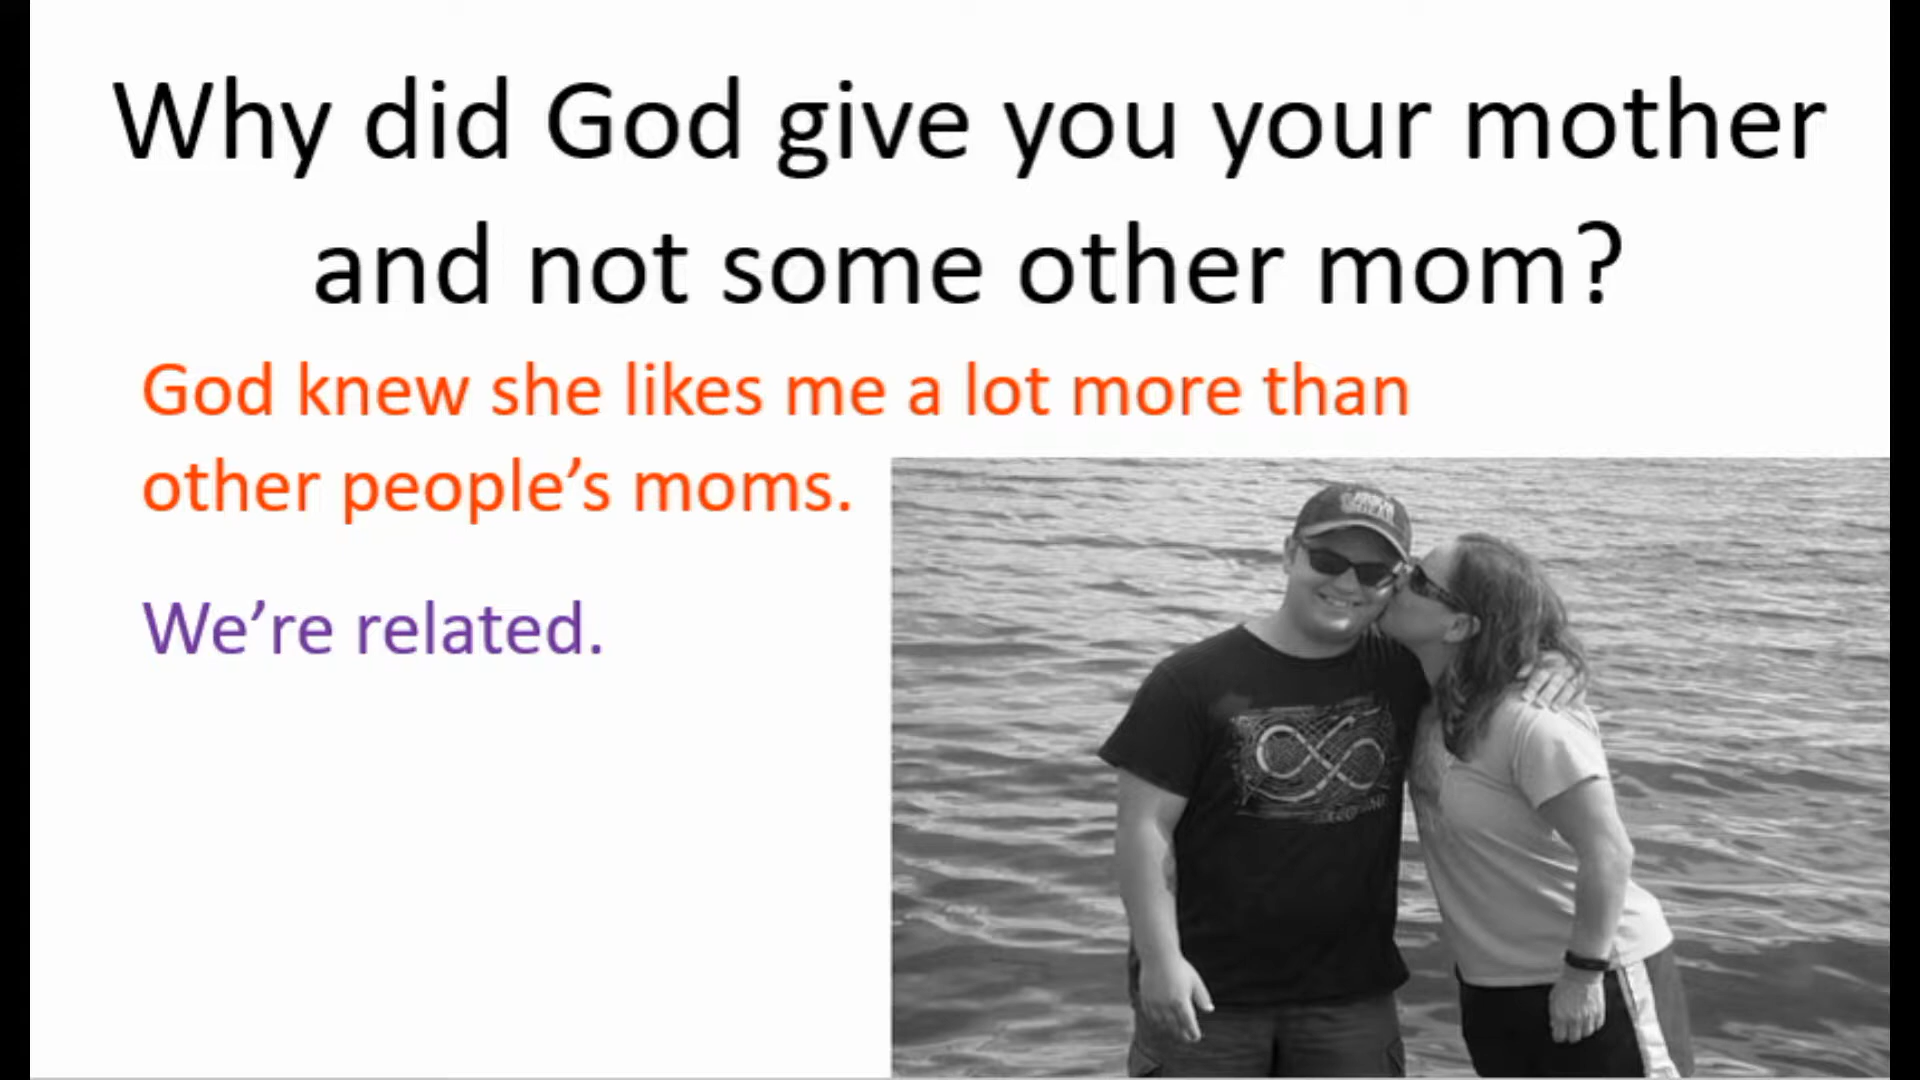 Why did God give you your mother
and not some other mom?
God knew she likes me a lot more than
other people’s moms.
We’re related.